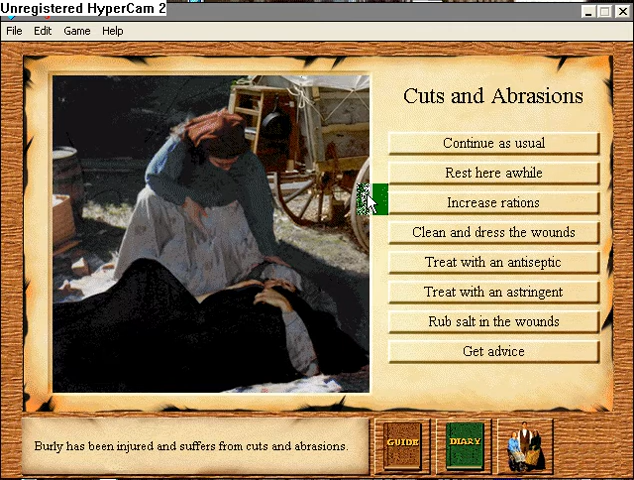 Unregistered HyperCam 2
File Edit Game Help
Cuts and Abrasions
Continue as usual
Rest here awhile
Increase rations
Clean and dress the wounds
Treat with an antiseptic
Treat with an astringent
Rub salt in the wounds
Get advice
Burly has been injured and suffers from cuts and abrasions.
GUIDE
DIARY